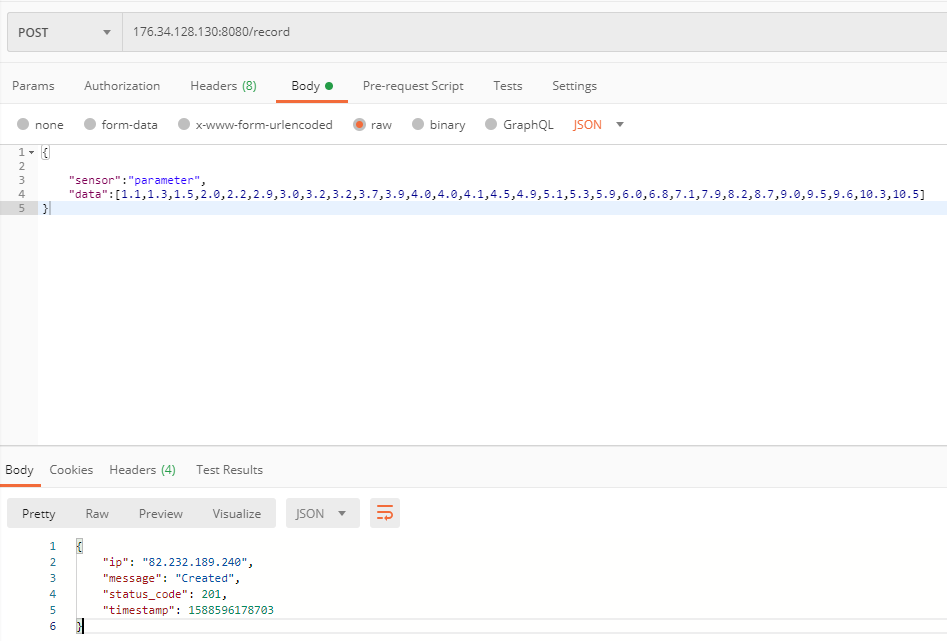 POST 176.34.128.130:8080/record
Params Authorization Headers (8) Body Pre-request Script Tests Settings
none form-data x-www-form-urlencoded raw binary GraphQL JSON
1 {
2
3 "sensor":"parameter",
4 "data":[1.1,1.3,1.5,2.0,2.2,2.9,3.0,3.2,3.2,3.7,3.9,4.0,4.0,4.1,4.5,4.9,5.1,5.3,5.9,6.0,6.8,7.1,7.9,8.2,8.7,9.0,9.5,9.6,10.3,10.5]
5 }
Body Cookies Headers (4) Test Results
Pretty Raw Preview Visualize JSON
1 {
2 "ip": "82.232.189.240",
3 "message": "Created",
4 "status_code": 201,
5 "timestamp": 1588596178703
6 }